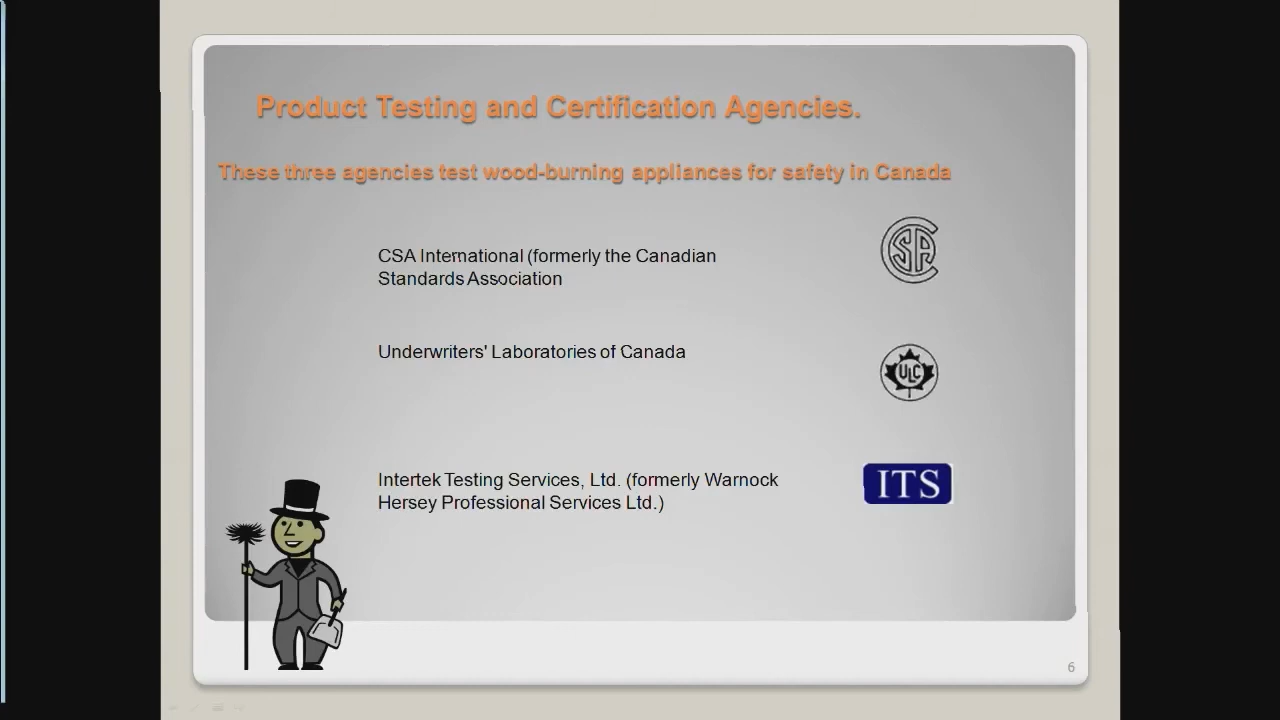 Product Testing and Certification Agencies.
These three agencies test wood-burning appliances for safety in Canada
CSA International (formerly the Canadian
Standards Association
CSA
Underwriters' Laboratories of Canada
ULC
Intertek Testing Services, Ltd. (formerly Warnock
Hersey Professional Services Ltd.)
ITS
6